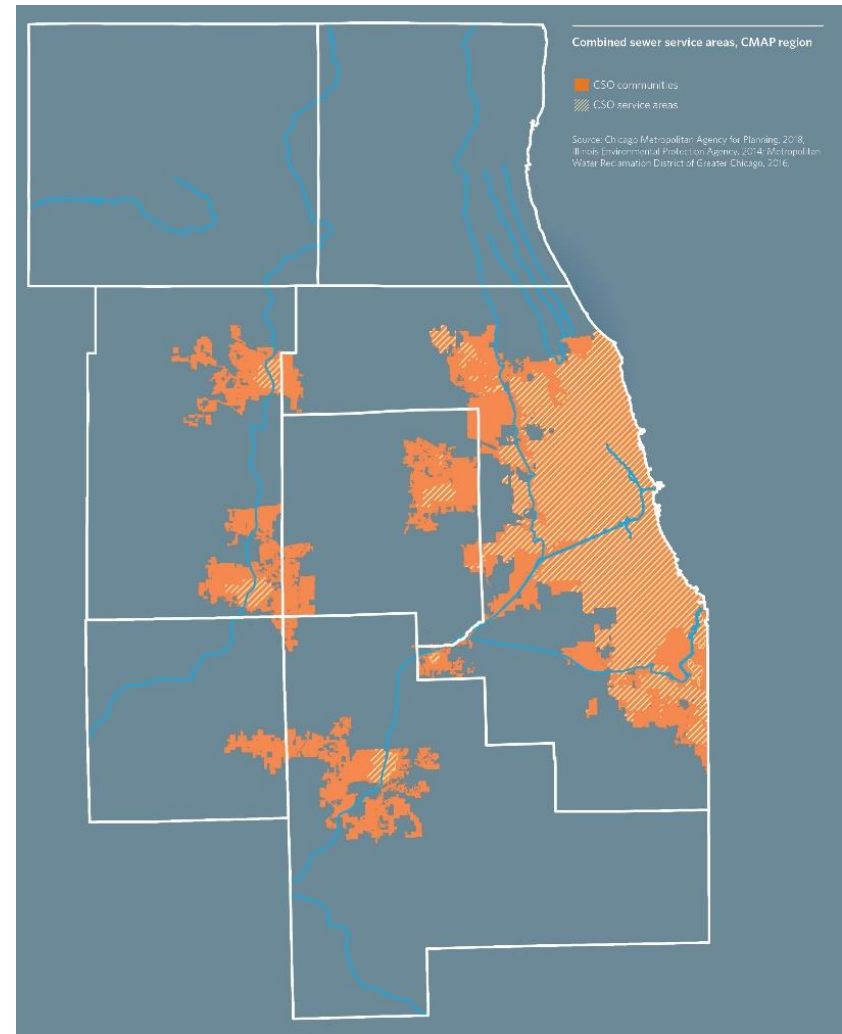 Combined sewer service areas, CMAP region
CSO communities
CSO service areas
Source: Chicago Metropolitan Agency for Planning, 2018,
Illinois Environmental Protection Agency, 2014; Metropolitan
Water Reclamation District of Greater Chicago, 2016.